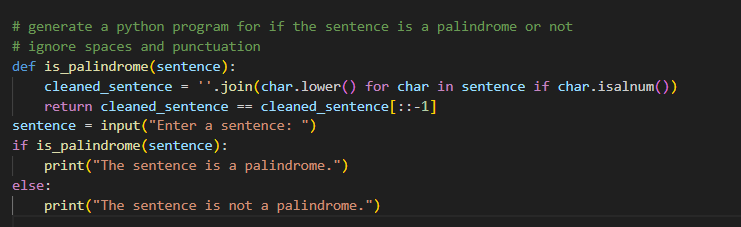 # generate a python program for if the sentence is a palindrome or not
# ignore spaces and punctuation
def is_palindrome(sentence):
    cleaned_sentence = ''.join(char.lower() for char in sentence if char.isalnum())
    return cleaned_sentence == cleaned_sentence[::-1]
sentence = input("Enter a sentence: ")
if is_palindrome(sentence):
    print("The sentence is a palindrome.")
else:
    print("The sentence is not a palindrome.")